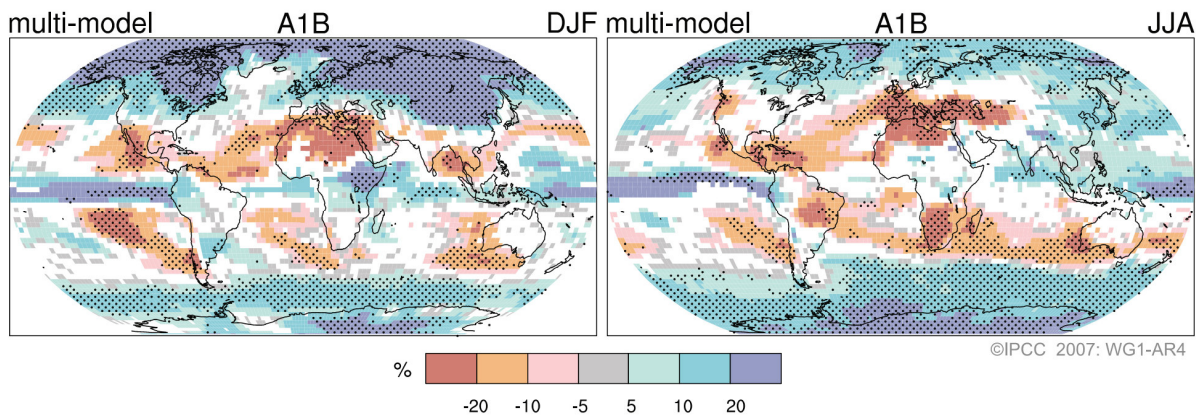 multi-model A1B DJF
multi-model A1B JJA
©IPCC 2007: WG1-AR4
%
-20 -10 -5 5 10 20